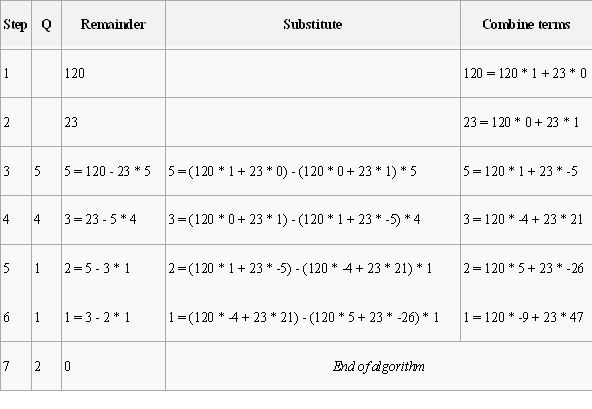 Step Q Remainder Substitute Combine terms
1 120 120 = 120 * 1 + 23 * 0
2 23 23 = 120 * 0 + 23 * 1
3 5 5 = 120 - 23 * 5 5 = (120 * 1 + 23 * 0) - (120 * 0 + 23 * 1) * 5 5 = 120 * 1 + 23 * -5
4 4 3 = 23 - 5 * 4 3 = (120 * 0 + 23 * 1) - (120 * 1 + 23 * -5) * 4 3 = 120 * -4 + 23 * 21
5 1 2 = 5 - 3 * 1 2 = (120 * 1 + 23 * -5) - (120 * -4 + 23 * 21) * 1 2 = 120 * 5 + 23 * -26
6 1 1 = 3 - 2 * 1 1 = (120 * -4 + 23 * 21) - (120 * 5 + 23 * -26) * 1 1 = 120 * -9 + 23 * 47
7 2 0 End of algorithm